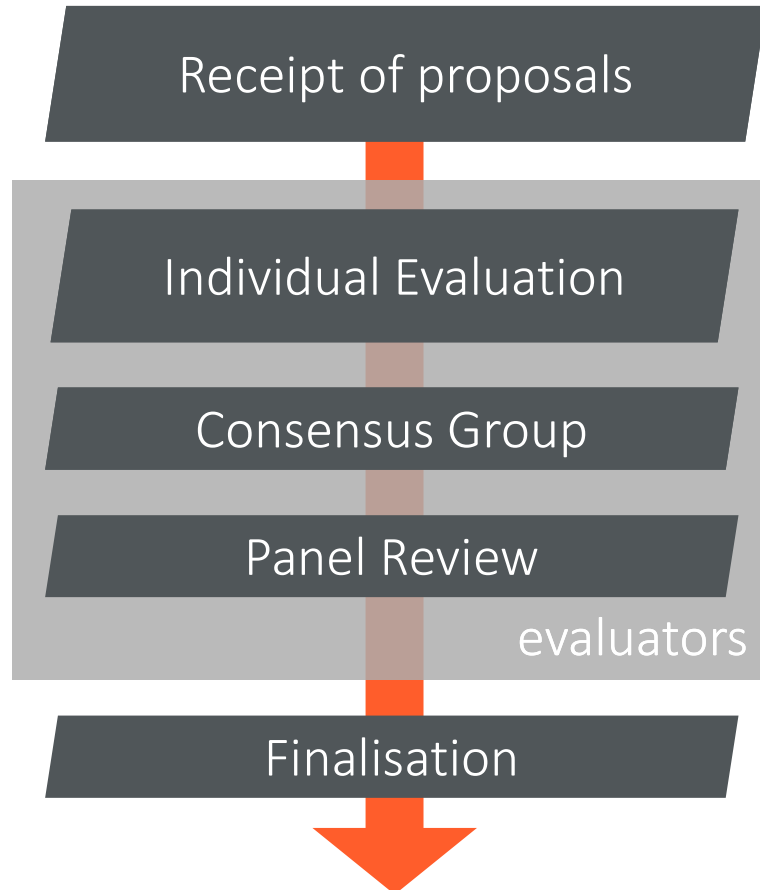 Receipt of proposals
Individual Evaluation
Consensus Group
Panel Review
evaluators
Finalisation